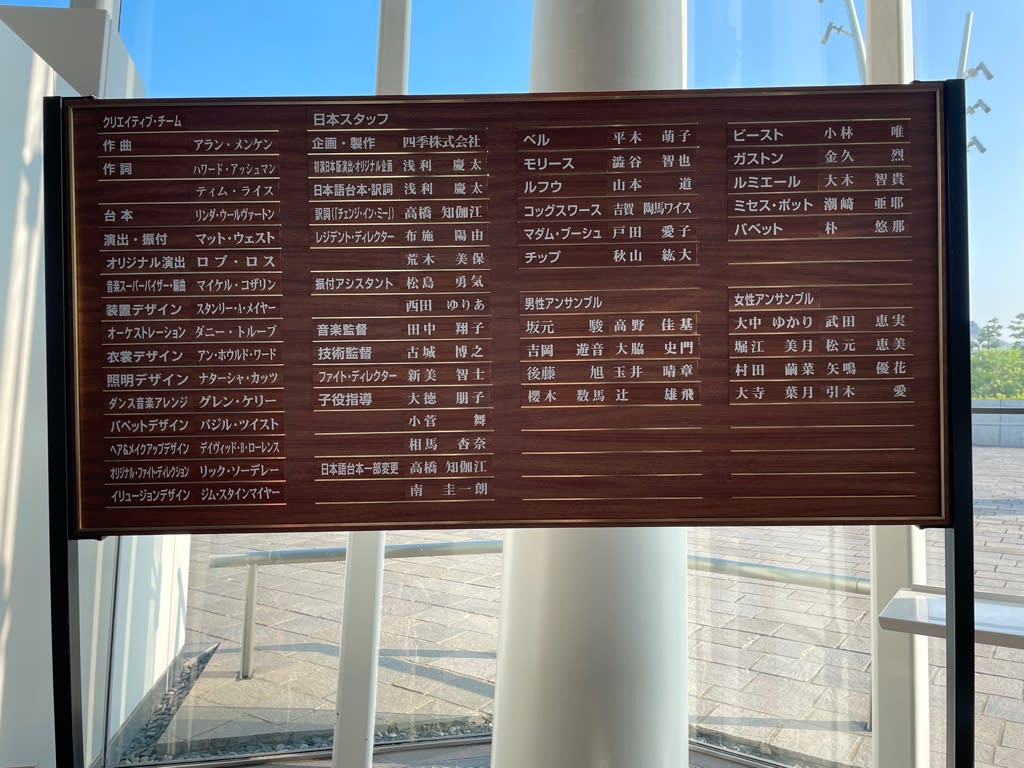 クリエイティブ・チーム
作曲 アラン・メンケン
作詞 ハワード・アッシュマン
ティム・ライス
台本 リンダ・ウールヴァートン
演出・振付 マット・ウェスト
オリジナル演出 ロブ・ロス
音楽スーパーバイザー・編曲 マイケル・コザリン
装置デザイン スタンリー・A・メイヤー
オーケストレーション ダニー・トルーブ
衣裳デザイン アン・ホウルド・ワード
照明デザイン ナターシャ・カッツ
ダンス音楽アレンジ グレン・ケリー
パペットデザイン バジル・ツイスト
ヘア&メイクアップデザイン デイヴィッド・H・ローレンス
オリジナル・ファイト・ディレクション リック・ソーデレー
イリュージョンデザイン ジム・スタインマイヤー
日本スタッフ
企画・製作 四季株式会社
初演日本版演出・オリジナル企画 浅利 慶太
日本語台本・訳詞 浅利 慶太
訳詞(「チェンジ・イン・ミー」) 高橋 知伽江
レジデント・ディレクター 布施 陽由
荒木 美保
振付アシスタント 松島 勇気
西田 ゆりあ
音楽監督 田中 翔子
技術監督 古城 博之
ファイト・ディレクター 新美 智士
子役指導 大徳 朋子
小菅 舞
相馬 杏奈
日本語台本一部変更 高橋 知伽江
南 圭一朗
ベル 平木 萌子
モリース 澁谷 智也
ルフウ 山本 道
コッグスワース 吉賀 陶馬ワイス
マダム・ブーシュ 戸田 愛子
チップ 秋山 紘大
男性アンサンブル
坂元 駿 高野 佳基
吉岡 遊音 大脇 史門
後藤 旭 玉井 晴章
櫻木 数馬 辻 雄飛
ビースト 小林 唯
ガストン 金久 烈
ルミエール 大木 智貴
ミセス・ポット 潮﨑 亜耶
バベット 朴 悠那
女性アンサンブル
大中 ゆかり 武田 恵実
堀江 美月 松元 恵美
村田 繭菜 矢鳴 優花
大寺 葉月 引木 愛